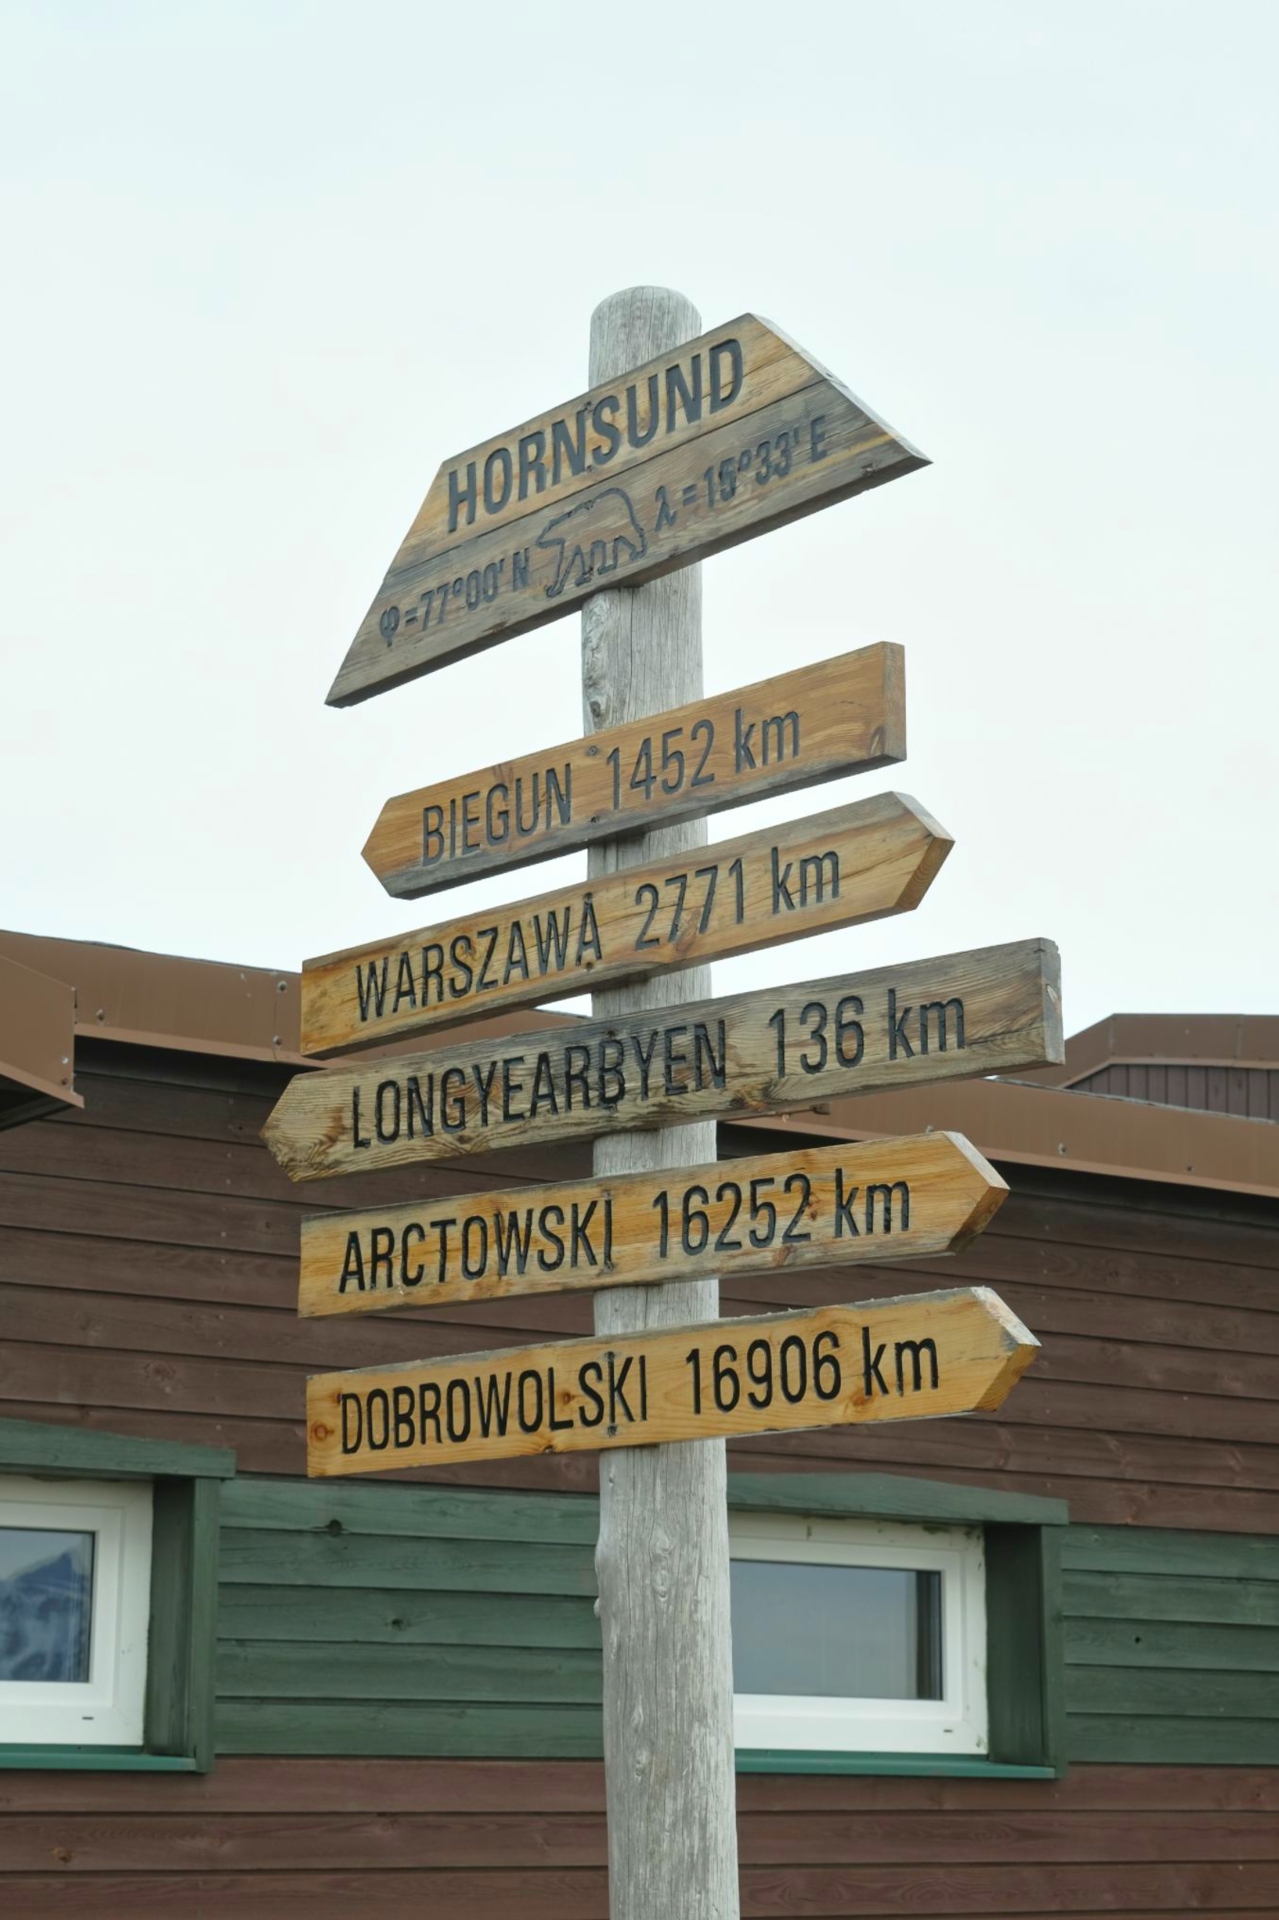 HORNSUND
φ=77°00' N λ=15°33' E
BIEGUN 1452 km
WARSZAWA 2771 km
LONGYEARBYEN 136 km
ARCTOWSKI 16252 km
DOBROWOLSKI 16906 km